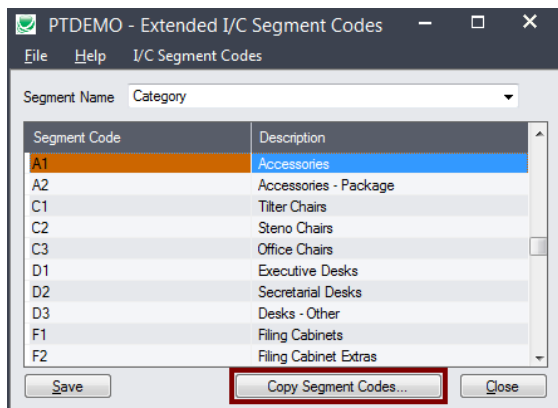 PTDEMO - Extended I/C Segment Codes
File Help I/C Segment Codes
Segment Name Category
Segment Code Description
A1 Accessories
A2 Accessories - Package
C1 Tilter Chairs
C2 Steno Chairs
C3 Office Chairs
D1 Executive Desks
D2 Secretarial Desks
D3 Desks - Other
F1 Filing Cabinets
F2 Filing Cabinet Extras
Save Copy Segment Codes... Close